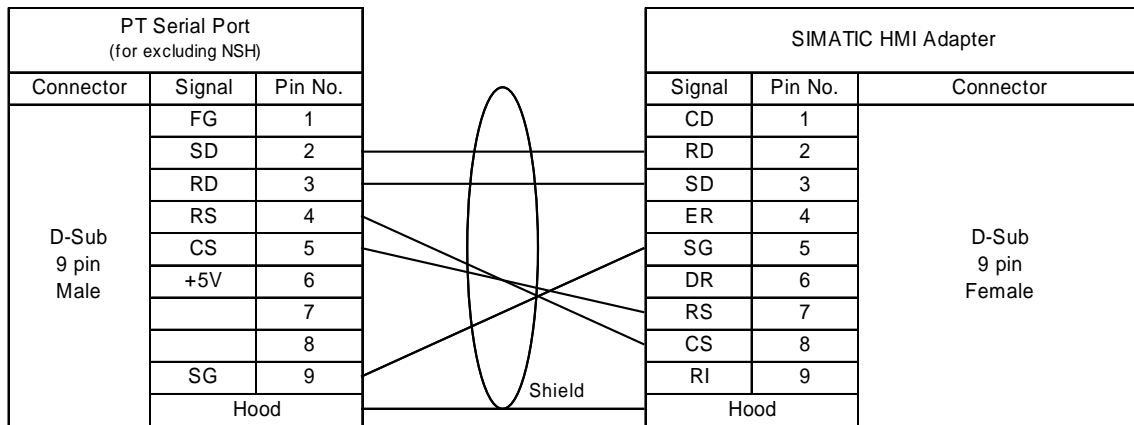 PT Serial Port
(for excluding NSH)
SIMATIC HMI Adapter
Connector Signal Pin No.
Signal Pin No. Connector
FG 1
CD 1
SD 2
RD 2
RD 3
SD 3
RS 4
ER 4
D-Sub
9 pin
Male
CS 5
SG 5
D-Sub
9 pin
Female
+5V 6
DR 6
7
RS 7
8
CS 8
SG 9
Shield
RI 9
Hood
Hood